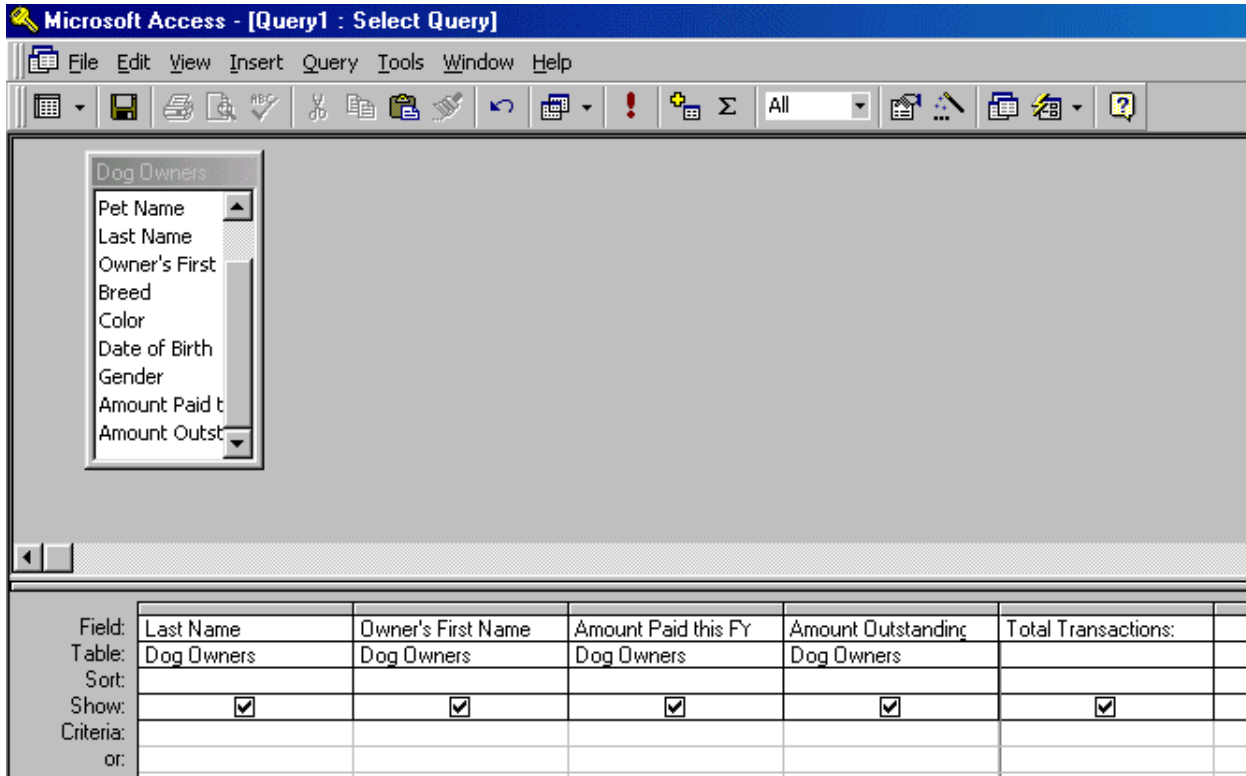 Microsoft Access - [Query1 : Select Query]
File Edit View Insert Query Tools Window Help
ABC Σ All
Dog Owners
Pet Name
Last Name
Owner's First
Breed
Color
Date of Birth
Gender
Amount Paid t
Amount Outst
Field: Last Name Owner's First Name Amount Paid this FY Amount Outstanding Total Transactions:
Table: Dog Owners Dog Owners Dog Owners Dog Owners
Sort:
Show:
Criteria:
or: